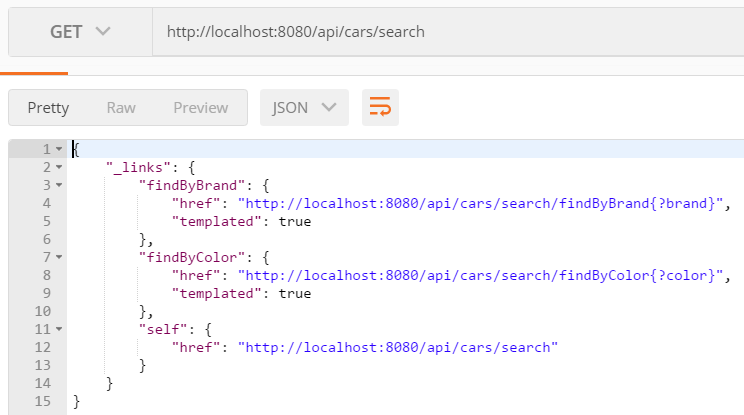 GET http://localhost:8080/api/cars/search
Pretty Raw Preview JSON
1 {
2 "_links": {
3 "findByBrand": {
4 "href": "http://localhost:8080/api/cars/search/findByBrand{?brand}",
5 "templated": true
6 },
7 "findByColor": {
8 "href": "http://localhost:8080/api/cars/search/findByColor{?color}",
9 "templated": true
10 },
11 "self": {
12 "href": "http://localhost:8080/api/cars/search"
13 }
14 }
15 }